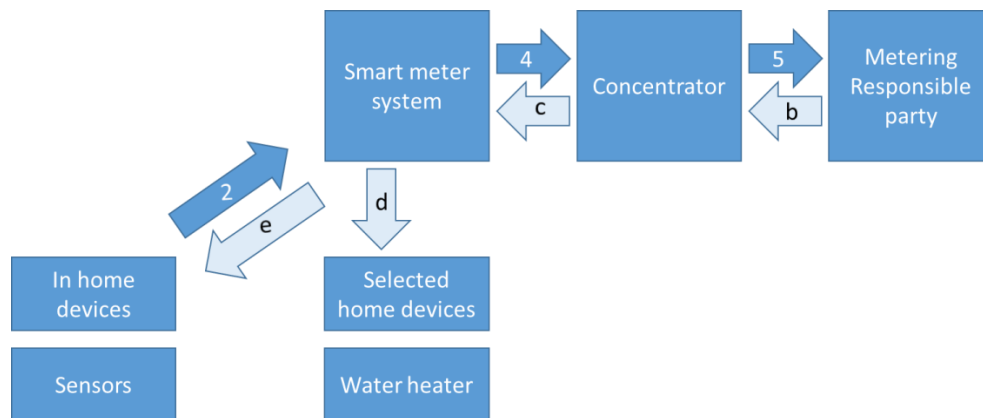 Smart meter
system
4
c
Concentrator
5
b
Metering
Responsible
party
2
e
d
In home
devices
Selected
home devices
Sensors
Water heater